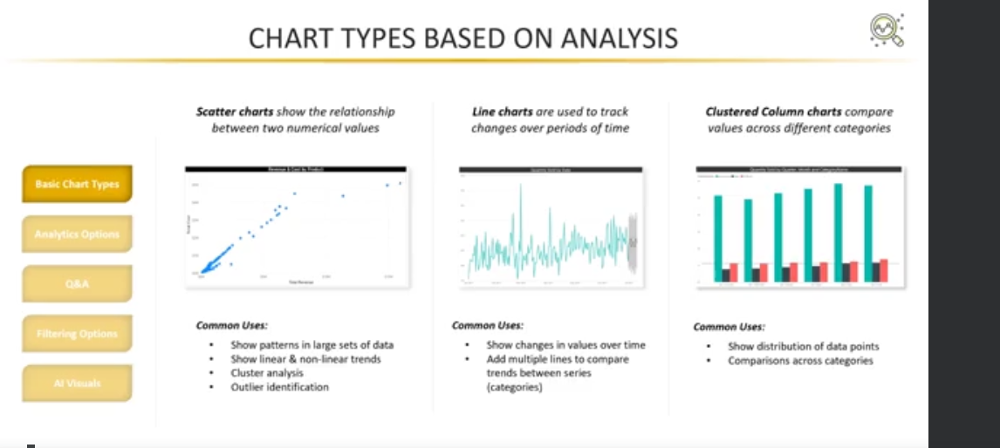 CHART TYPES BASED ON ANALYSIS
Basic Chart Types
Analytics Options
Q&A
Filtering Options
AI Visuals
Scatter charts show the relationship
between two numerical values
Revenue & Cost by Product
Total Revenue
Common Uses:
• Show patterns in large sets of data
• Show linear & non-linear trends
• Cluster analysis
• Outlier identification
Line charts are used to track
changes over periods of time
Common Uses:
• Show changes in values over time
• Add multiple lines to compare
trends between series
(categories)
Clustered Column charts compare
values across different categories
Common Uses:
• Show distribution of data points
• Comparisons across categories